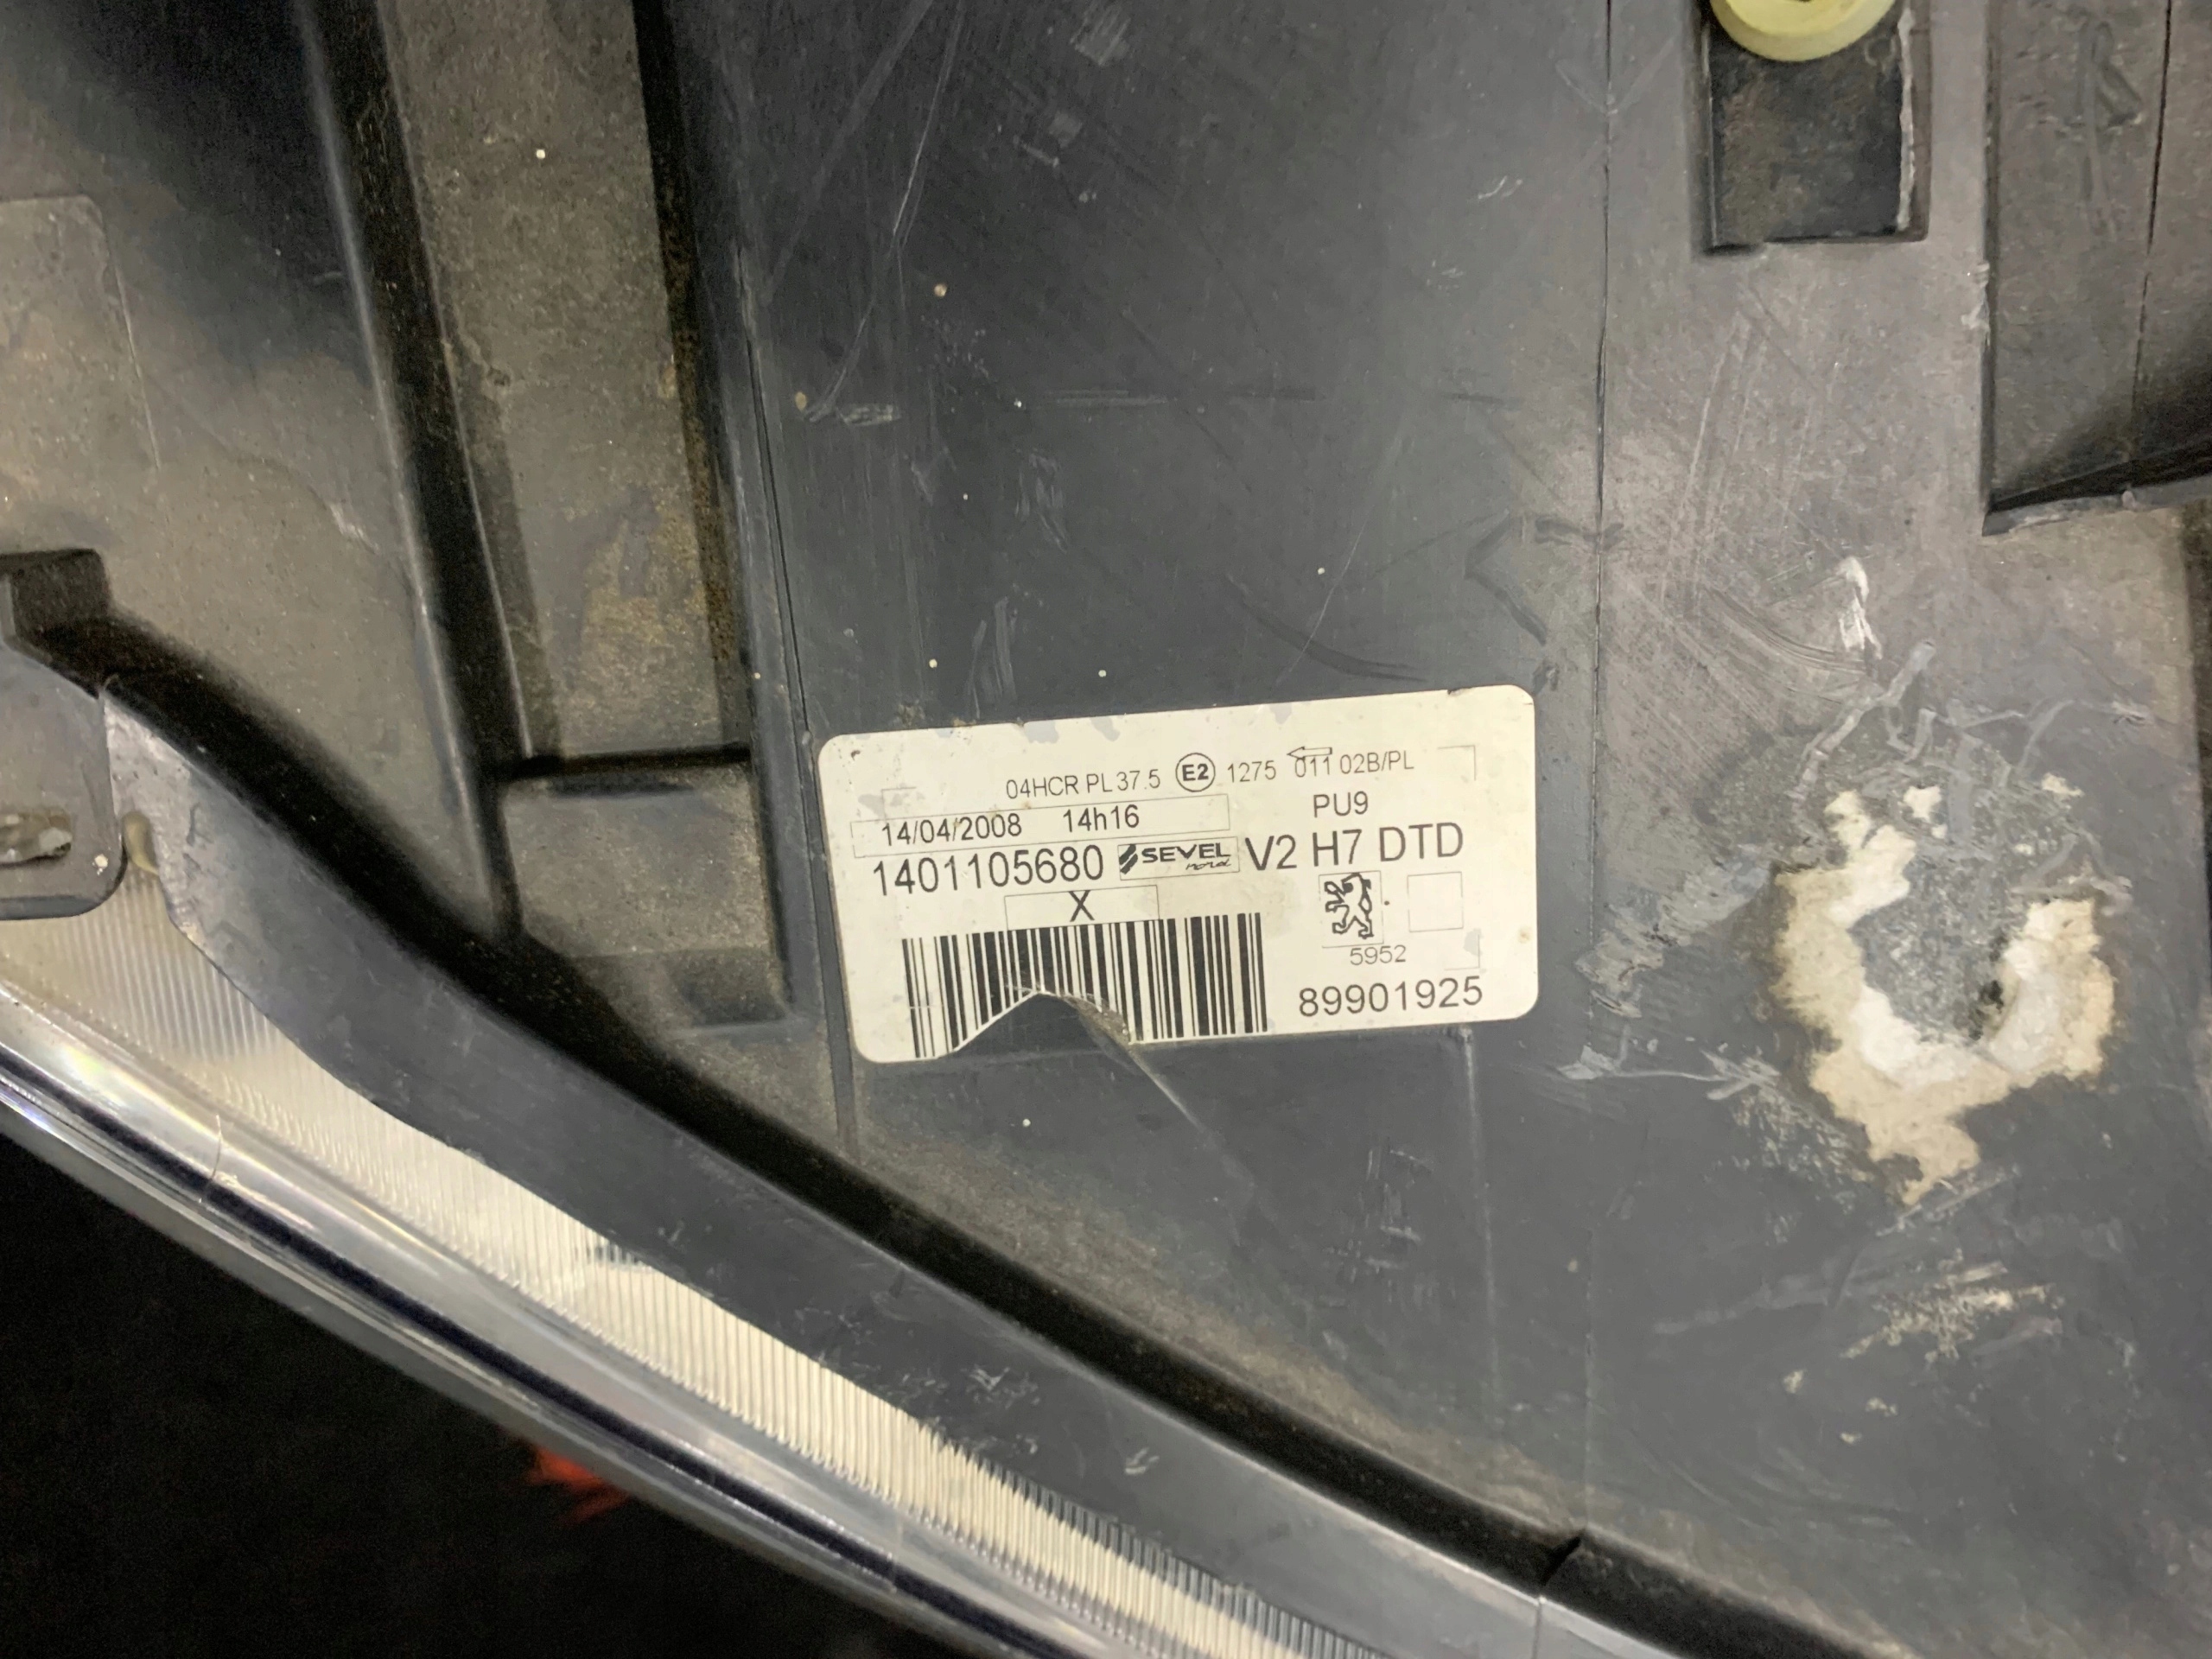 04HCR PL 37.5 E2 1275 011 02B/PL
14/04/2008 14h16 PU9
1401105680 SEVEL nord V2 H7 DTD
X
5952
89901925